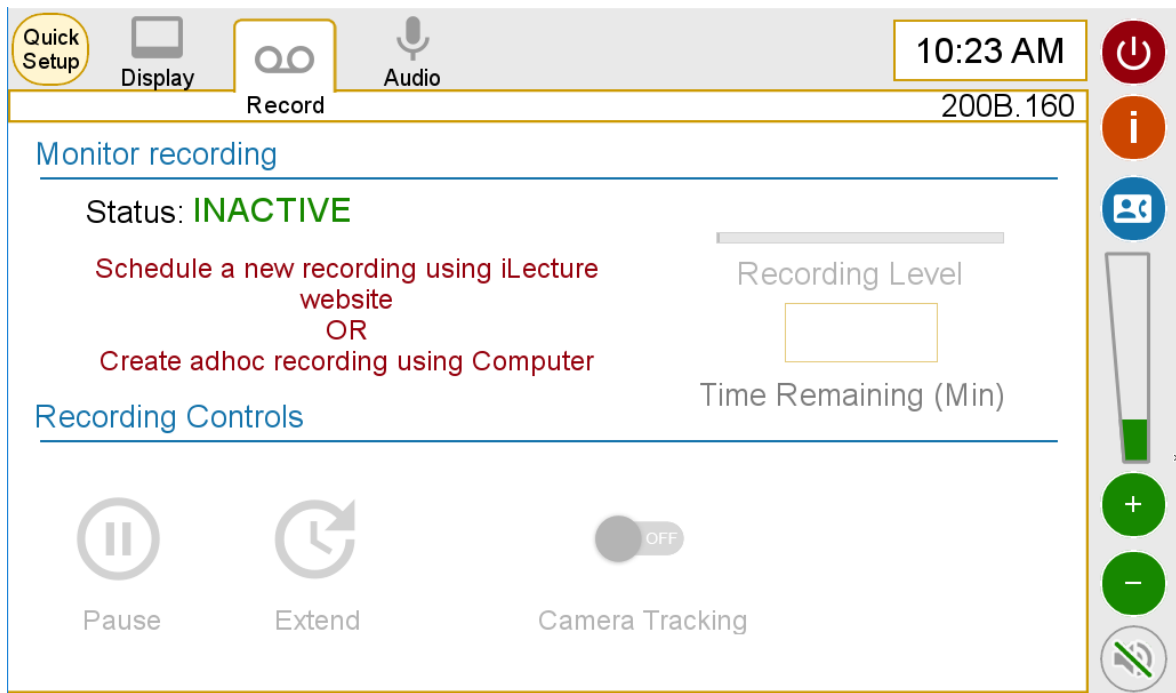 Quick
Setup
Display
Record
Audio
10:23 AM
200B.160
i
Monitor recording
Status: INACTIVE
Schedule a new recording using iLecture
website
OR
Create adhoc recording using Computer
Recording Level
Time Remaining (Min)
Recording Controls
OFF
Pause
Extend
Camera Tracking
+
−